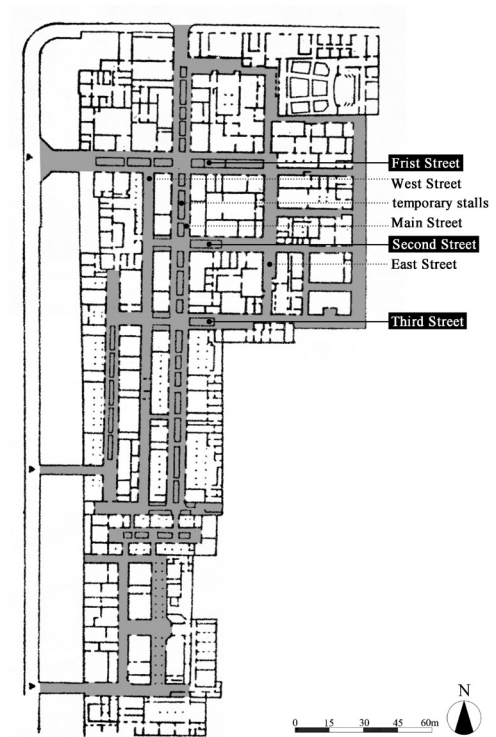 Frist Street
West Street
temporary stalls
Main Street
Second Street
East Street
Third Street
N
0 15 30 45 60m